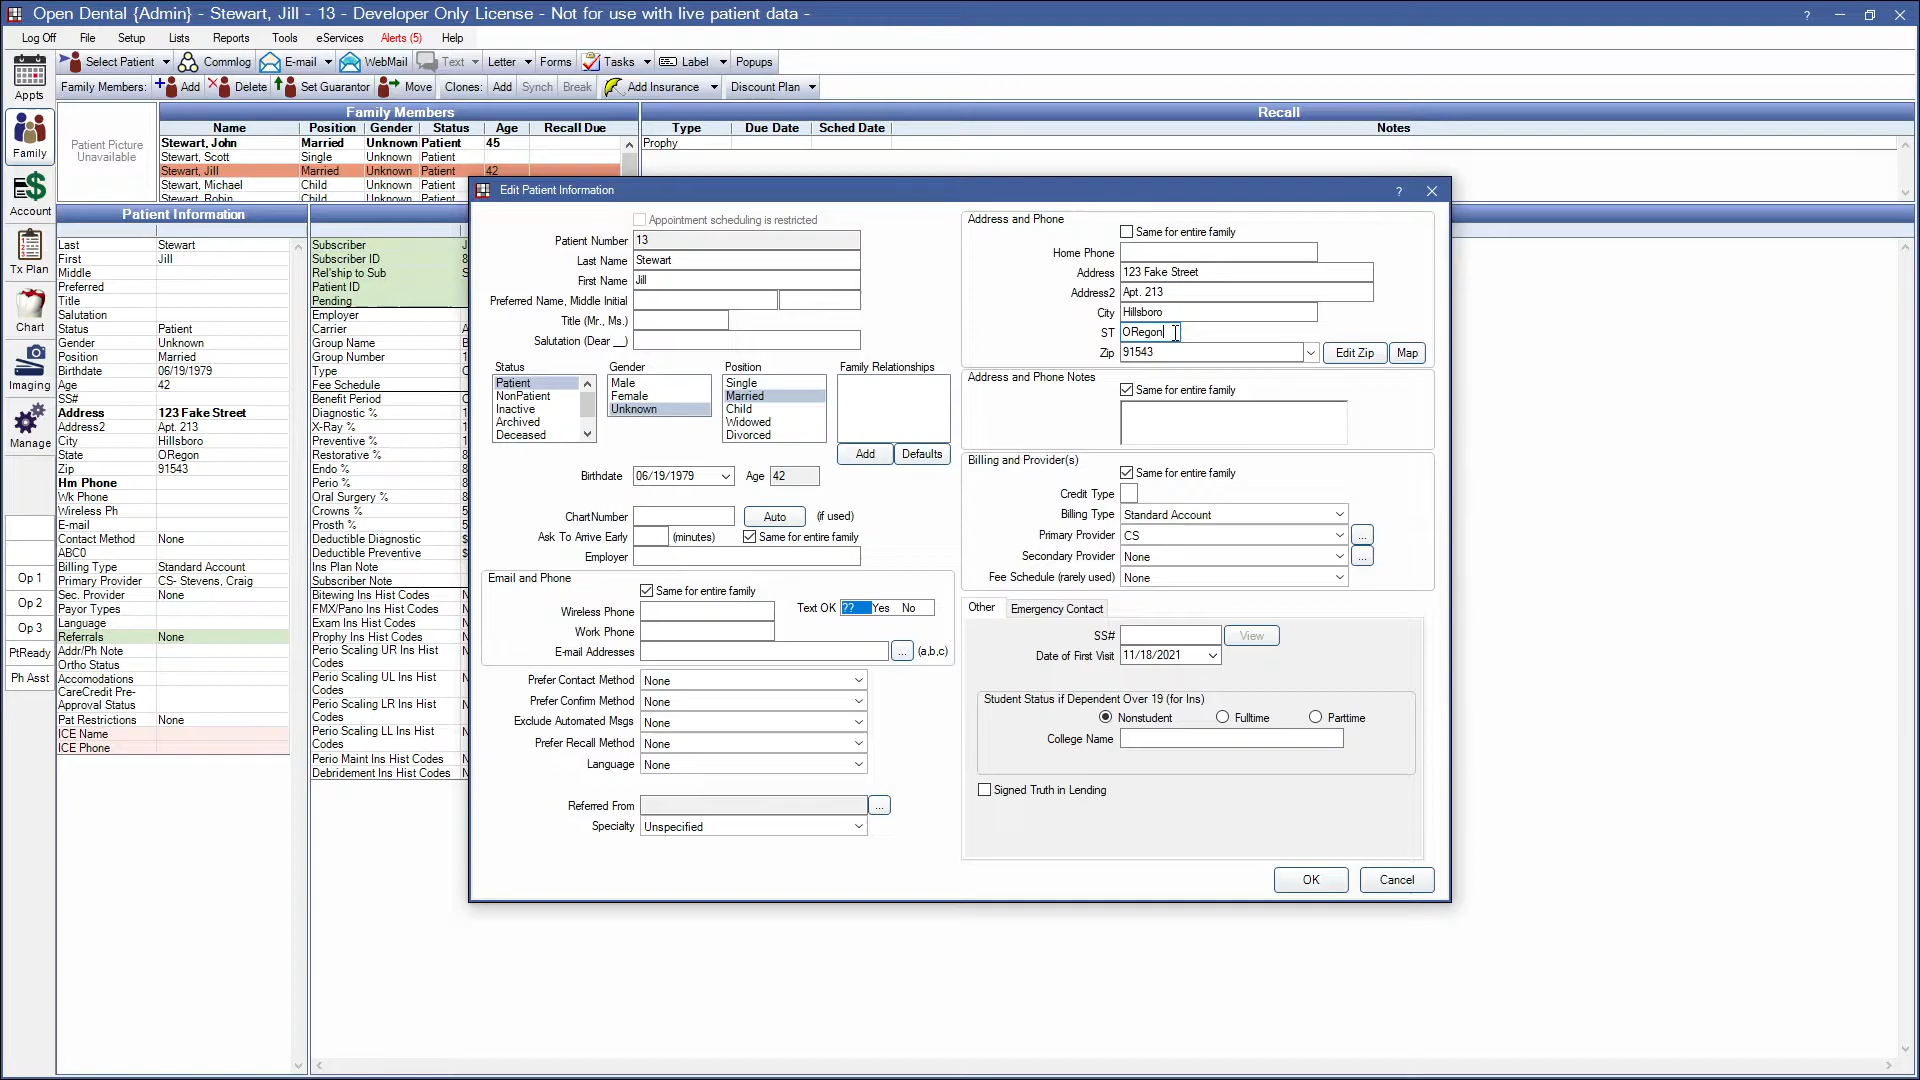 Open Dental {Admin} - Stewart, Jill - 13 - Developer Only License - Not for use with live patient data -
Log Off File Setup Lists Reports Tools eServices Alerts (5) Help
Select Patient Commlog E-mail WebMail Text Letter Forms Tasks Label Popups
Family Members: Add Delete Set Guarantor Move Clones: Add Synch Break Add Insurance Discount Plan
Appts
Family
Account
Tx Plan
Chart
Imaging
Manage
Op 1
Op 2
Op 3
PtReady
Ph Asst
Patient Picture
Unavailable
Family Members
Name Position Gender Status Age Recall Due
Stewart, John Married Unknown Patient 45
Stewart, Scott Single Unknown Patient
Stewart, Jill Married Unknown Patient 42
Stewart, Michael Child Unknown Patient
Stewart, Robin Child Unknown Patient
Recall
Type Due Date Sched Date Notes
Prophy
Patient Information
Last Stewart
First Jill
Middle
Preferred
Title
Salutation
Status Patient
Gender Unknown
Position Married
Birthdate 06/19/1979
Age 42
SS#
Address 123 Fake Street
Address2 Apt. 213
City Hillsboro
State ORegon
Zip 91543
Hm Phone
Wk Phone
Wireless Ph
E-mail
Contact Method None
ABC0
Billing Type Standard Account
Primary Provider CS- Stevens, Craig
Sec. Provider None
Payor Types
Language
Referrals None
Addr/Ph Note
Ortho Status
Accomodations
CareCredit Pre-
Approval Status
Pat Restrictions None
ICE Name
ICE Phone
Subscriber J
Subscriber ID 8
Rel'ship to Sub S
Patient ID
Pending
Employer
Carrier A
Group Name B
Group Number 1
Type C
Fee Schedule
Benefit Period C
Diagnostic % 1
X-Ray % 1
Preventive % 1
Restorative % 8
Endo % 8
Perio % 8
Oral Surgery % 8
Crowns %
Prosth %
Deductible Diagnostic $
Deductible Preventive $
Ins Plan Note
Subscriber Note
Bitewing Ins Hist Codes N
FMX/Pano Ins Hist Codes N
Exam Ins Hist Codes N
Prophy Ins Hist Codes N
Perio Scaling UR Ins Hist N
Codes
Perio Scaling UL Ins Hist N
Codes
Perio Scaling LR Ins Hist N
Codes
Perio Scaling LL Ins Hist N
Codes
Perio Maint Ins Hist Codes N
Debridement Ins Hist Codes N
Edit Patient Information
Appointment scheduling is restricted
Patient Number 13
Last Name Stewart
First Name Jill
Preferred Name, Middle Initial
Title (Mr., Ms.)
Salutation (Dear __)
Status Gender Position Family Relationships
Patient Male Single
NonPatient Female Married
Inactive Unknown Child
Archived Widowed
Deceased Divorced
Add Defaults
Birthdate 06/19/1979 Age 42
ChartNumber Auto (if used)
Ask To Arrive Early (minutes) Same for entire family
Employer
Email and Phone
Same for entire family
Wireless Phone Text OK ?? Yes No
Work Phone
E-mail Addresses ... (a,b,c)
Prefer Contact Method None
Prefer Confirm Method None
Exclude Automated Msgs None
Prefer Recall Method None
Language None
Referred From ...
Specialty Unspecified
Address and Phone
Same for entire family
Home Phone
Address 123 Fake Street
Address2 Apt. 213
City Hillsboro
ST ORegon
Zip 91543 Edit Zip Map
Address and Phone Notes
Same for entire family
Billing and Provider(s)
Same for entire family
Credit Type
Billing Type Standard Account
Primary Provider CS ...
Secondary Provider None ...
Fee Schedule (rarely used) None
Other Emergency Contact
SS# View
Date of First Visit 11/18/2021
Student Status if Dependent Over 19 (for Ins)
Nonstudent Fulltime Parttime
College Name
Signed Truth in Lending
OK Cancel